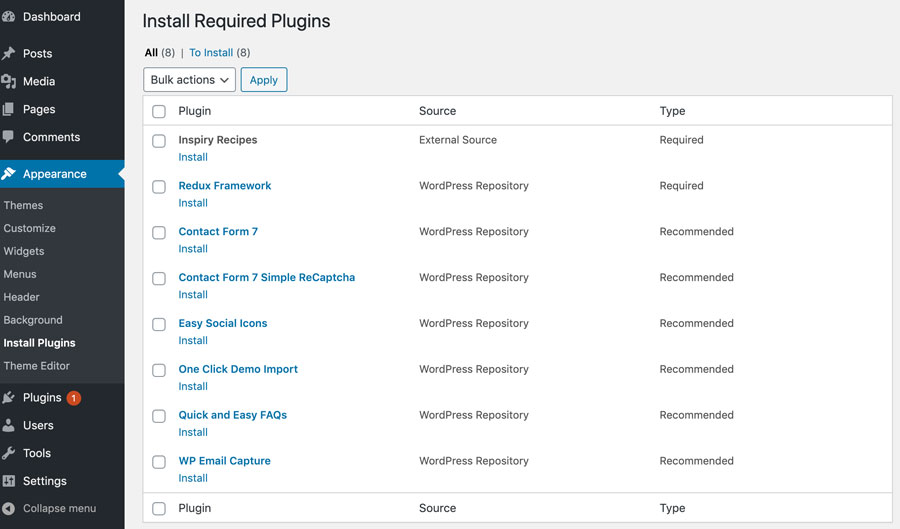 Dashboard
Posts
Media
Pages
Comments
Appearance
Themes
Customize
Widgets
Menus
Header
Background
Install Plugins
Theme Editor
Plugins 1
Users
Tools
Settings
Collapse menu
Install Required Plugins
All (8) | To Install (8)
Bulk actions Apply
Plugin Source Type
Inspiry Recipes External Source Required
Install
Redux Framework WordPress Repository Required
Install
Contact Form 7 WordPress Repository Recommended
Install
Contact Form 7 Simple ReCaptcha WordPress Repository Recommended
Install
Easy Social Icons WordPress Repository Recommended
Install
One Click Demo Import WordPress Repository Recommended
Install
Quick and Easy FAQs WordPress Repository Recommended
Install
WP Email Capture WordPress Repository Recommended
Install
Plugin Source Type